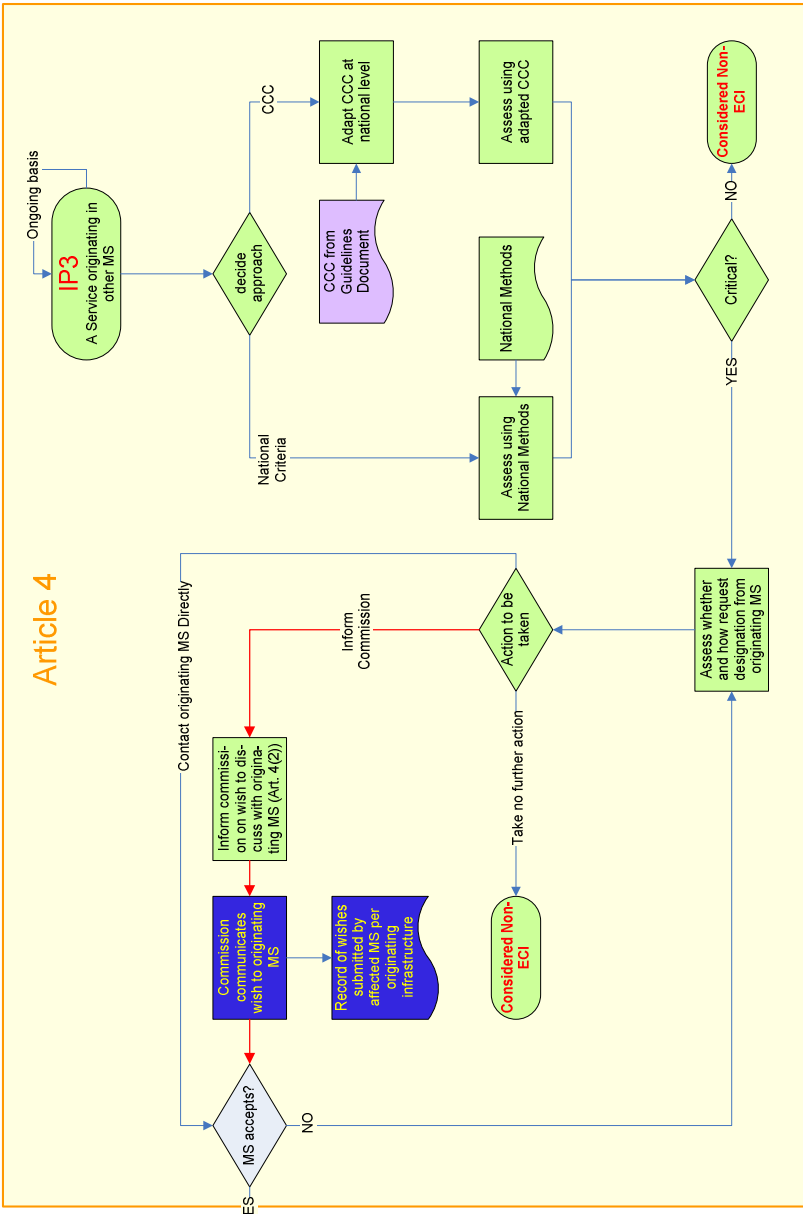 Article 4
Ongoing basis
IP3
A Service originating in
other MS
decide
approach
CCC
National
Criteria
CCC from
Guidelines
Document
Adapt CCC at
national level
Assess using
adapted CCC
National Methods
Assess using
National Methods
Critical?
NO
Considered Non-
ECI
YES
Assess whether
and how request
designation from
originating MS
Action to be
taken
Contact originating MS Directly
Inform
Commission
Take no further action
Considered Non-
ECI
Inform commissi-
on on wish to dis-
cuss with origina-
ting MS (Art. 4(2))
Commission
communicates
wish to originating
MS
Record of wishes
submitted by
affected MS per
originating
infrastructure
MS accepts?
NO
ES